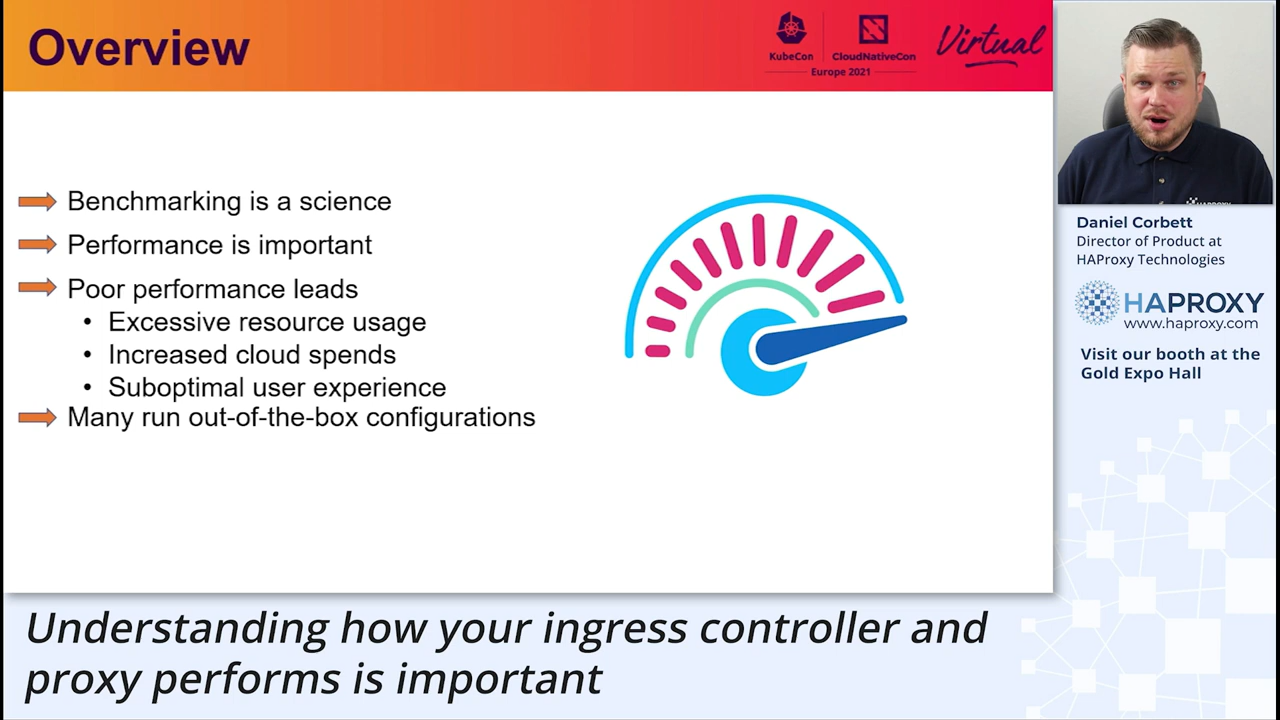 Overview
KubeCon
CloudNativeCon
Europe 2021
Virtual
Benchmarking is a science
Performance is important
Poor performance leads
• Excessive resource usage
• Increased cloud spends
• Suboptimal user experience
Many run out-of-the-box configurations
HAPROXY
Daniel Corbett
Director of Product at
HAProxy Technologies
HAPROXY
www.haproxy.com
Visit our booth at the
Gold Expo Hall
Understanding how your ingress controller and
proxy performs is important